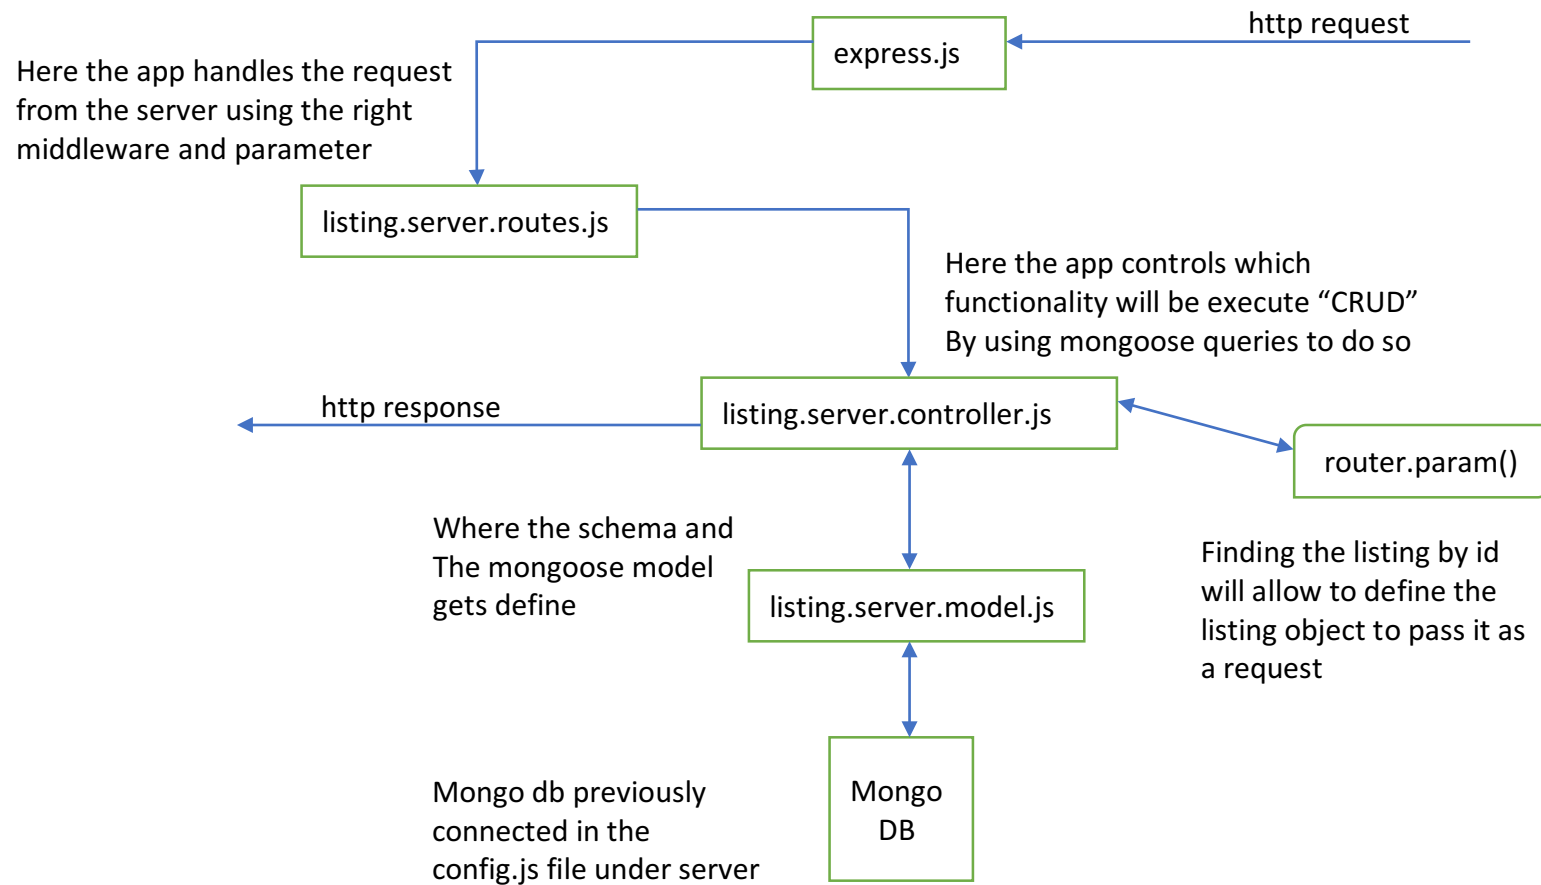 http request
express.js
Here the app handles the request
from the server using the right
middleware and parameter
listing.server.routes.js
Here the app controls which
functionality will be execute “CRUD”
By using mongoose queries to do so
http response
listing.server.controller.js
router.param()
Where the schema and
The mongoose model
gets define
listing.server.model.js
Finding the listing by id
will allow to define the
listing object to pass it as
a request
Mongo db previously
connected in the
config.js file under server
Mongo
DB